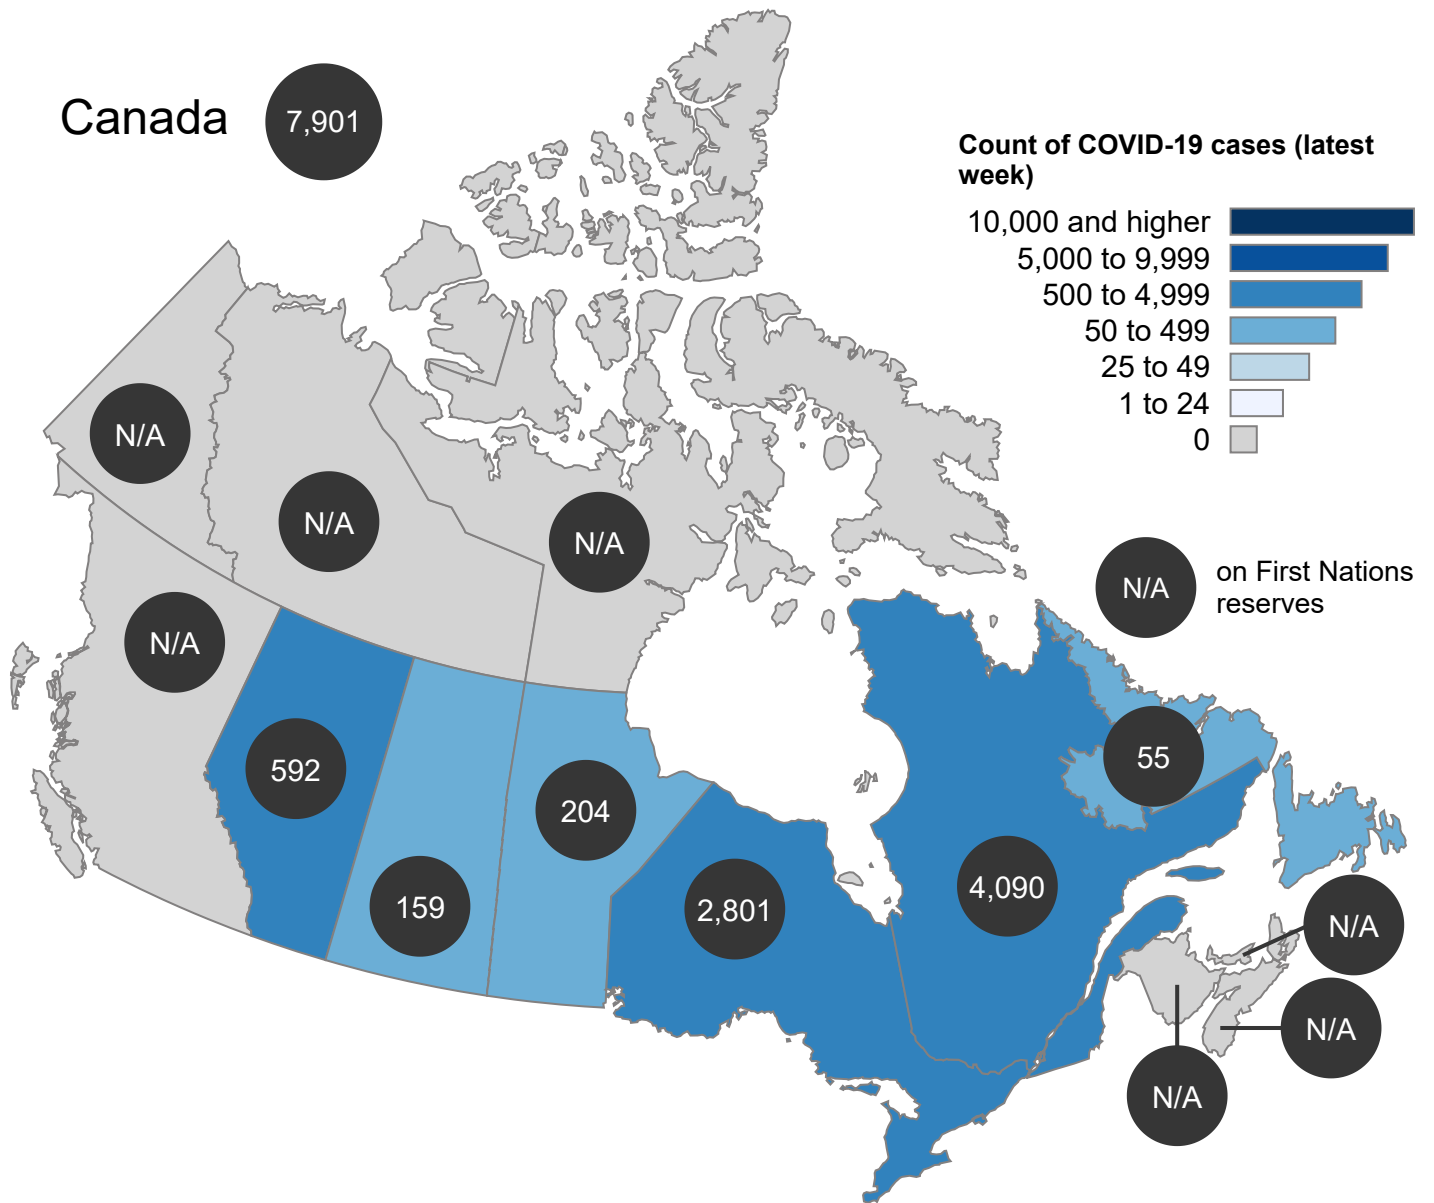 Canada
7,901
Count of COVID-19 cases (latest
week)
10,000 and higher
5,000 to 9,999
500 to 4,999
50 to 499
25 to 49
1 to 24
0
N/A
N/A
N/A
N/A
on First Nations
reserves
N/A
592
55
204
159
2,801
4,090
N/A
N/A
N/A